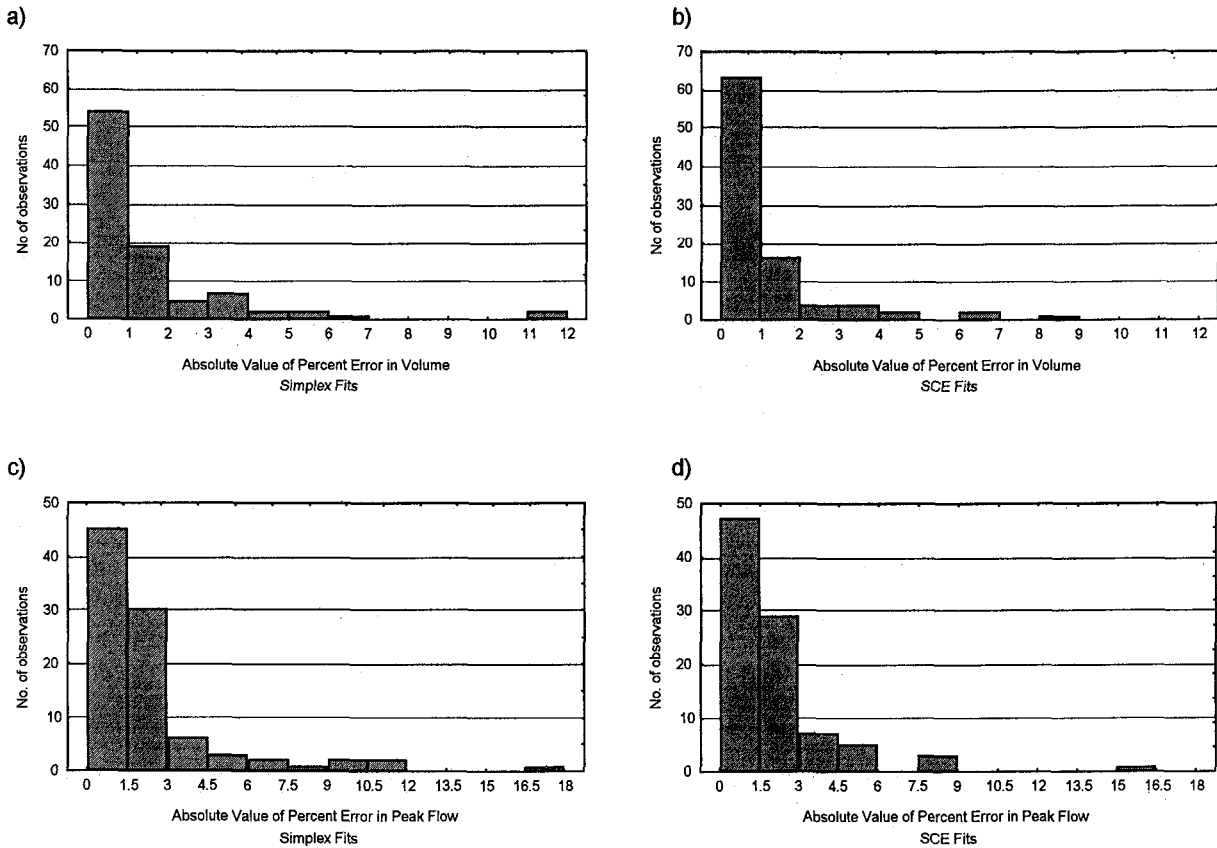 a)
70
60
50
40
30
20
10
0
No of observations
0 1 2 3 4 5 6 7 8 9 10 11 12
Absolute Value of Percent Error in Volume
Simplex Fits
b)
70
60
50
40
30
20
10
0
No of observations
0 1 2 3 4 5 6 7 8 9 10 11 12
Absolute Value of Percent Error in Volume
SCE Fits
c)
50
40
30
20
10
0
No. of observations
0 1.5 3 4.5 6 7.5 9 10.5 12 13.5 16.5 18
Absolute Value of Percent Error in Peak Flow
Simplex Fits
d)
50
40
30
20
10
0
No. of observations
0 1.5 3 4.5 6 7.5 9 10.5 12 13.5 15 16.5 18
Absolute Value of Percent Error in Peak Flow
SCE Fits